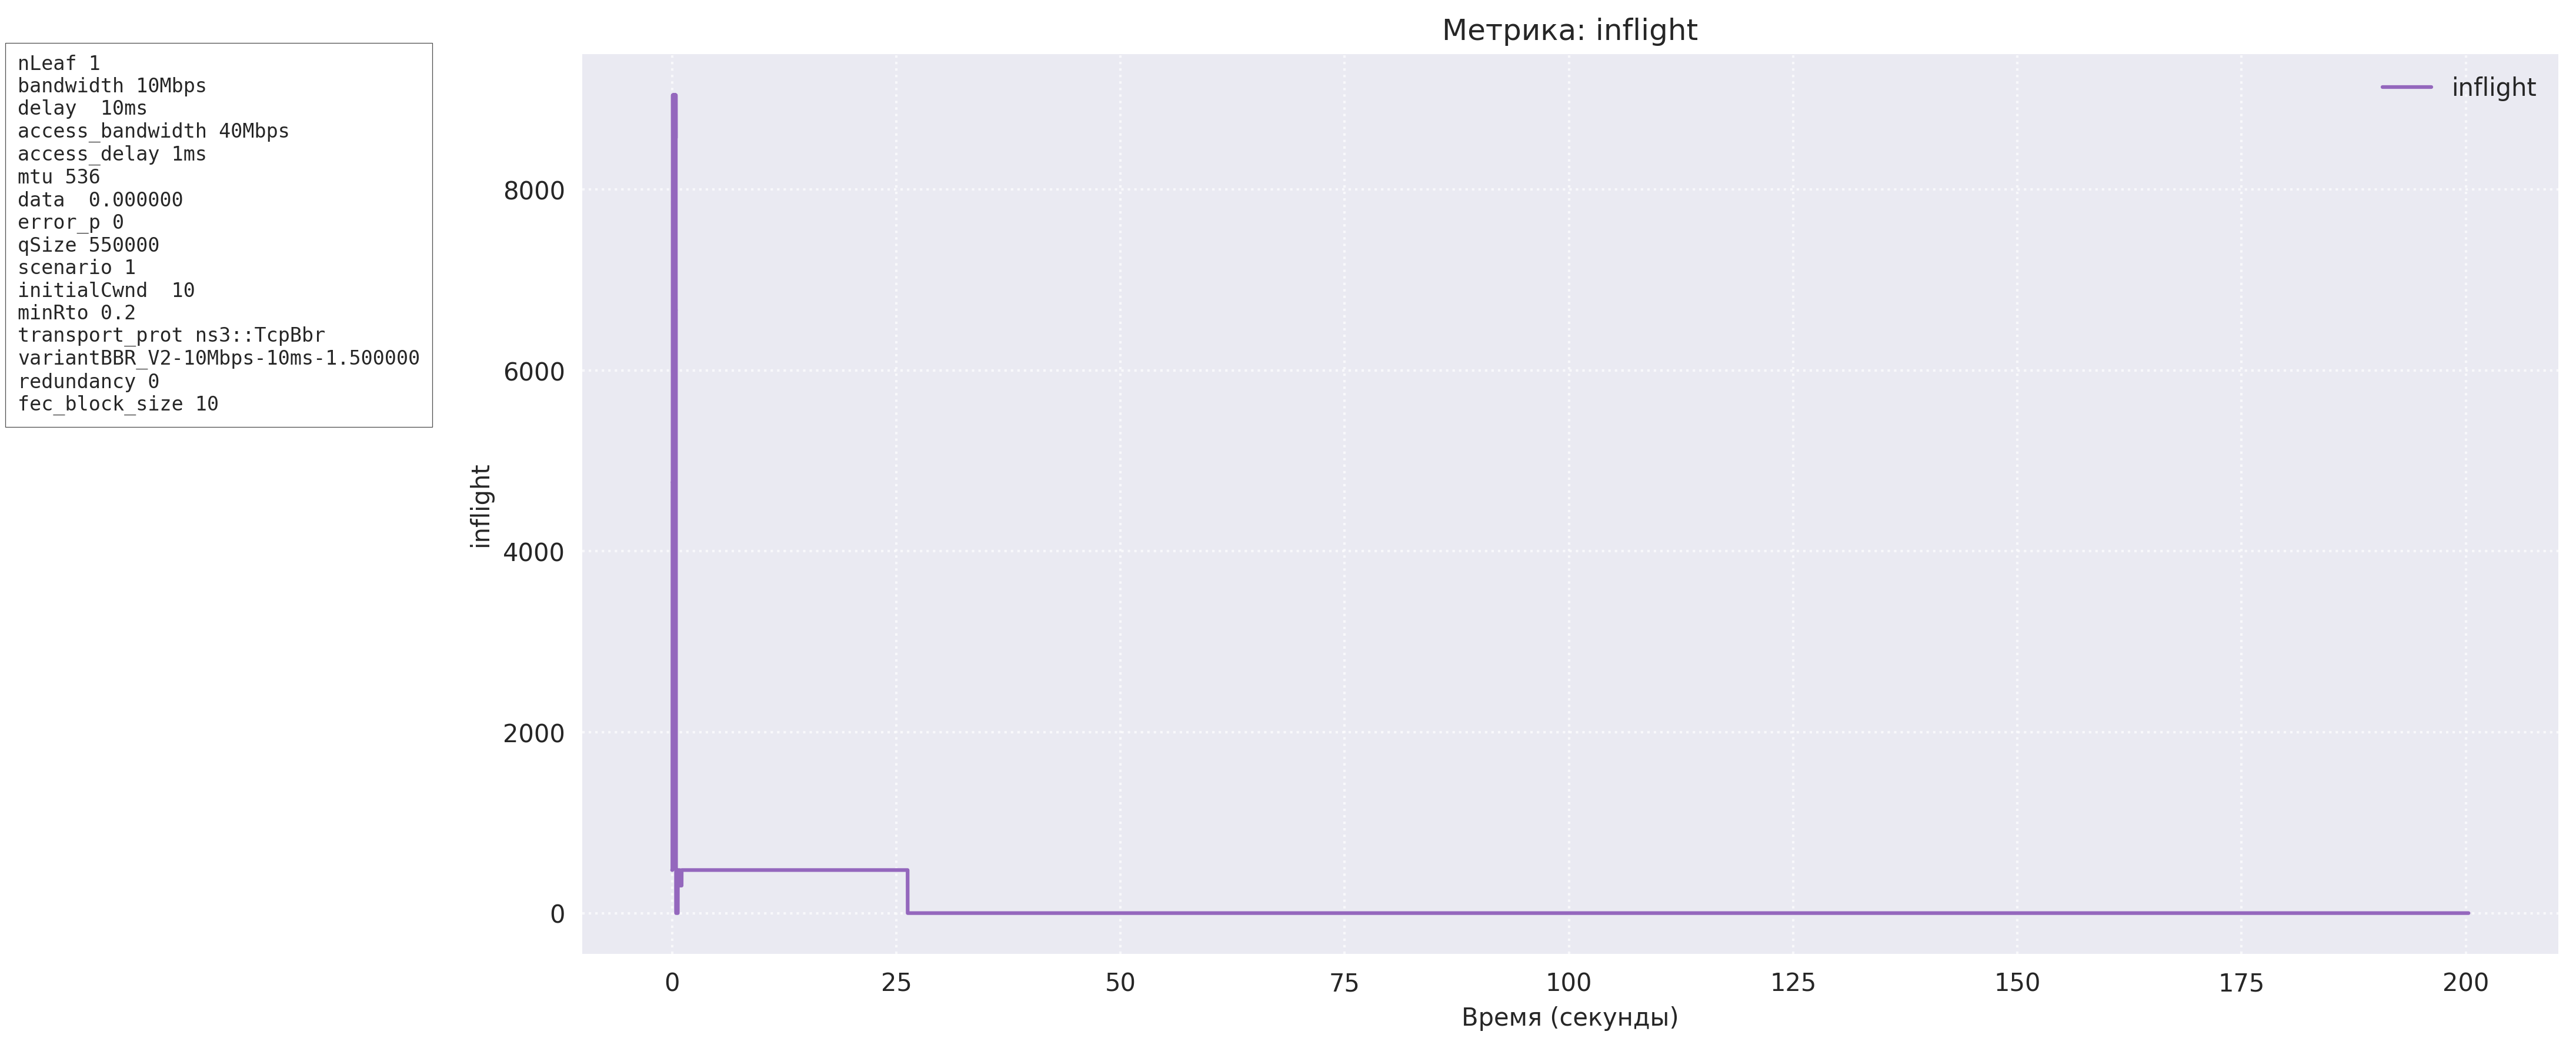 Метрика: inflight
nLeaf 1
bandwidth 10Mbps
delay  10ms
access_bandwidth 40Mbps
access_delay 1ms
mtu 536
data  0.000000
error_p 0
qSize 550000
scenario 1
initialCwnd  10
minRto 0.2
transport_prot ns3::TcpBbr
variantBBR_V2-10Mbps-10ms-1.500000
redundancy 0
fec_block_size 10
inflight
inflight
8000
6000
4000
2000
0
0 25 50 75 100 125 150 175 200
Время (секунды)